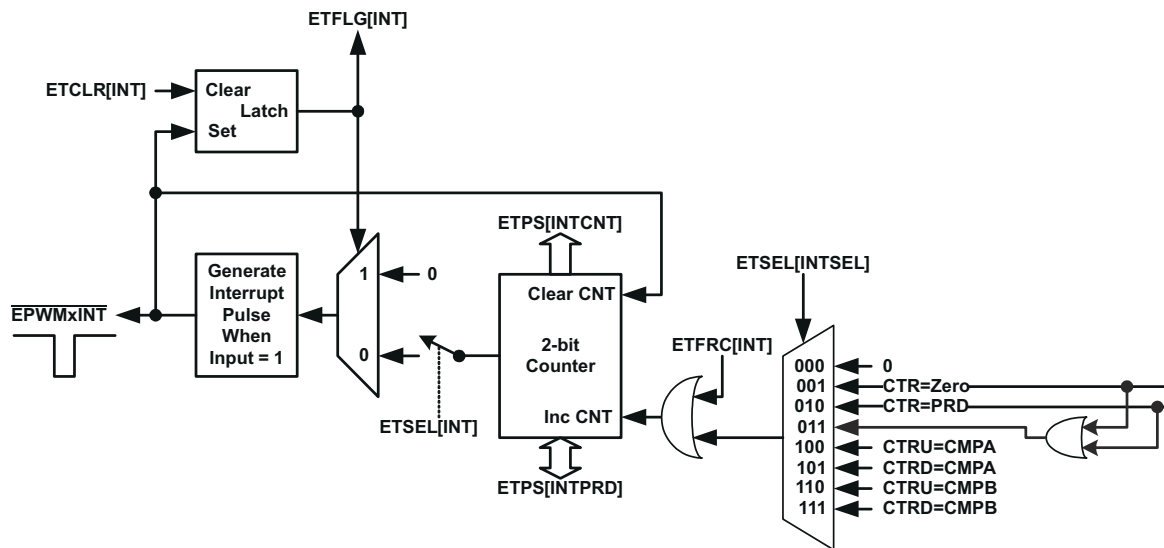 ETFLG[INT]
ETCLR[INT]
Clear
Latch
Set
ETPS[INTCNT]
ETSEL[INTSEL]
Generate
Interrupt
Pulse
When
Input = 1
1
0
0
EPWMxINT
Clear CNT
2-bit
Counter
Inc CNT
ETFRC[INT]
ETSEL[INT]
ETPS[INTPRD]
000
0
001
CTR=Zero
010
CTR=PRD
011
100
CTRU=CMPA
101
CTRD=CMPA
110
CTRU=CMPB
111
CTRD=CMPB